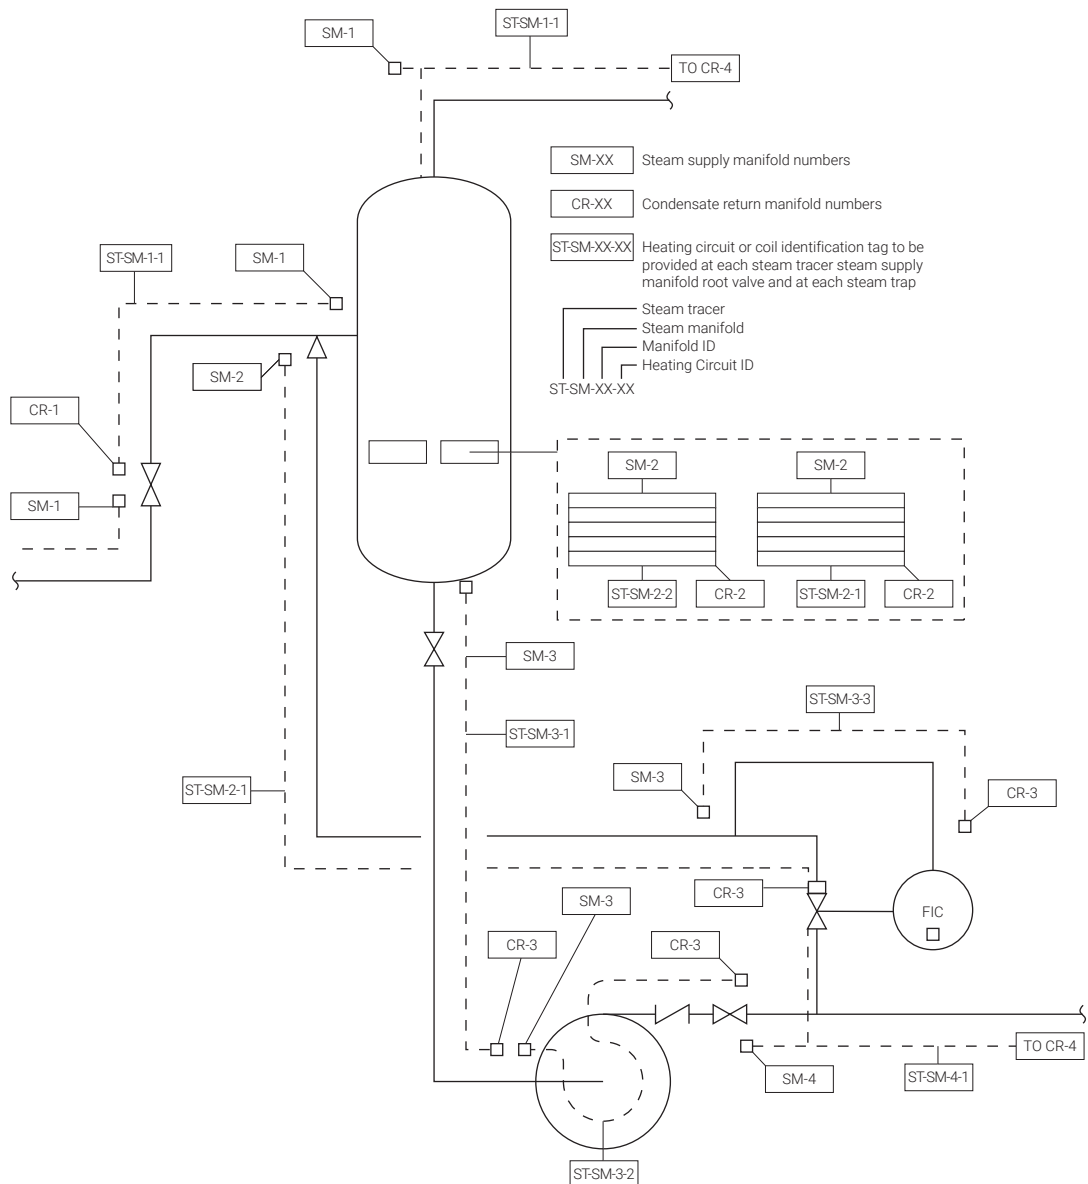 ST-SM-1-1
SM-1
TO CR-4
SM-XX
Steam supply manifold numbers
CR-XX
Condensate return manifold numbers
ST-SM-XX-XX
Heating circuit or coil identification tag to be
provided at each steam tracer steam supply
manifold root valve and at each steam trap
ST-SM-1-1
SM-1
Steam tracer
Steam manifold
Manifold ID
Heating Circuit ID
ST-SM-XX-XX
SM-2
CR-1
SM-1
SM-2
SM-2
ST-SM-2-2
CR-2
ST-SM-2-1
CR-2
SM-3
ST-SM-3-1
ST-SM-3-3
SM-3
CR-3
ST-SM-2-1
CR-3
SM-3
FIC
CR-3
CR-3
TO CR-4
SM-4
ST-SM-4-1
ST-SM-3-2